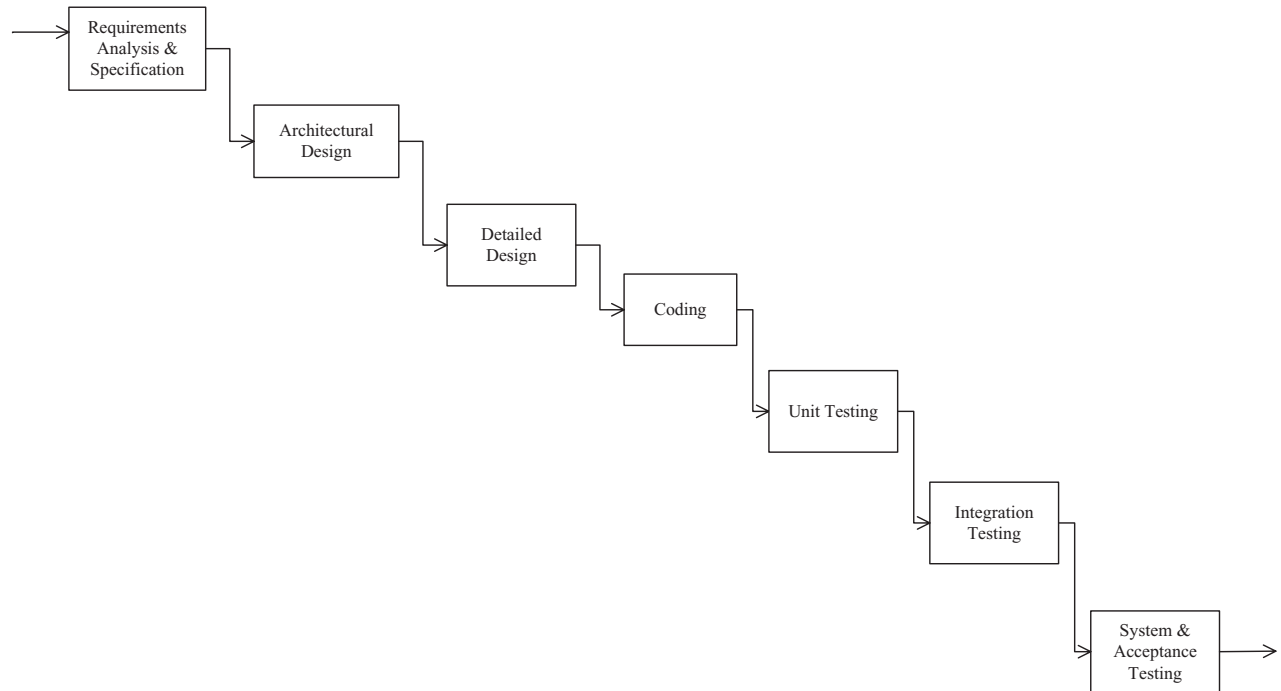 Requirements
Analysis &
Specification
Architectural
Design
Detailed
Design
Coding
Unit Testing
Integration
Testing
System &
Acceptance
Testing